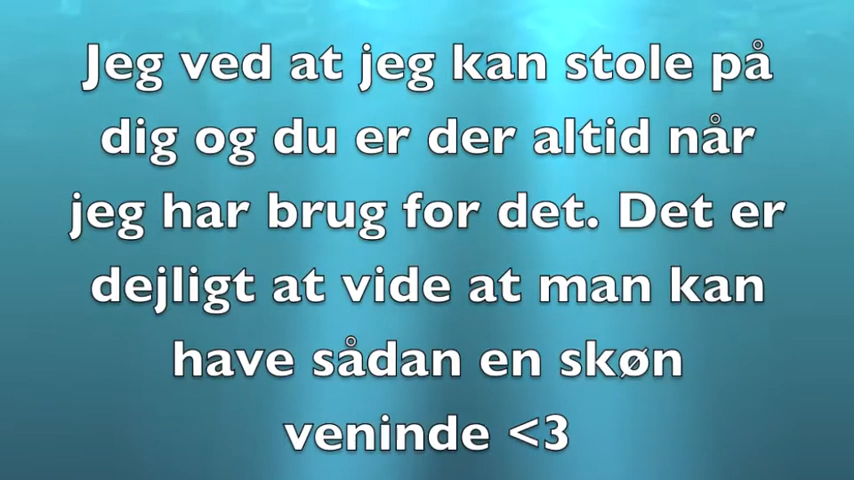 Jeg ved at jeg kan stole på
dig og du er der altid når
jeg har brug for det. Det er
dejligt at vide at man kan
have sådan en skøn
veninde <3